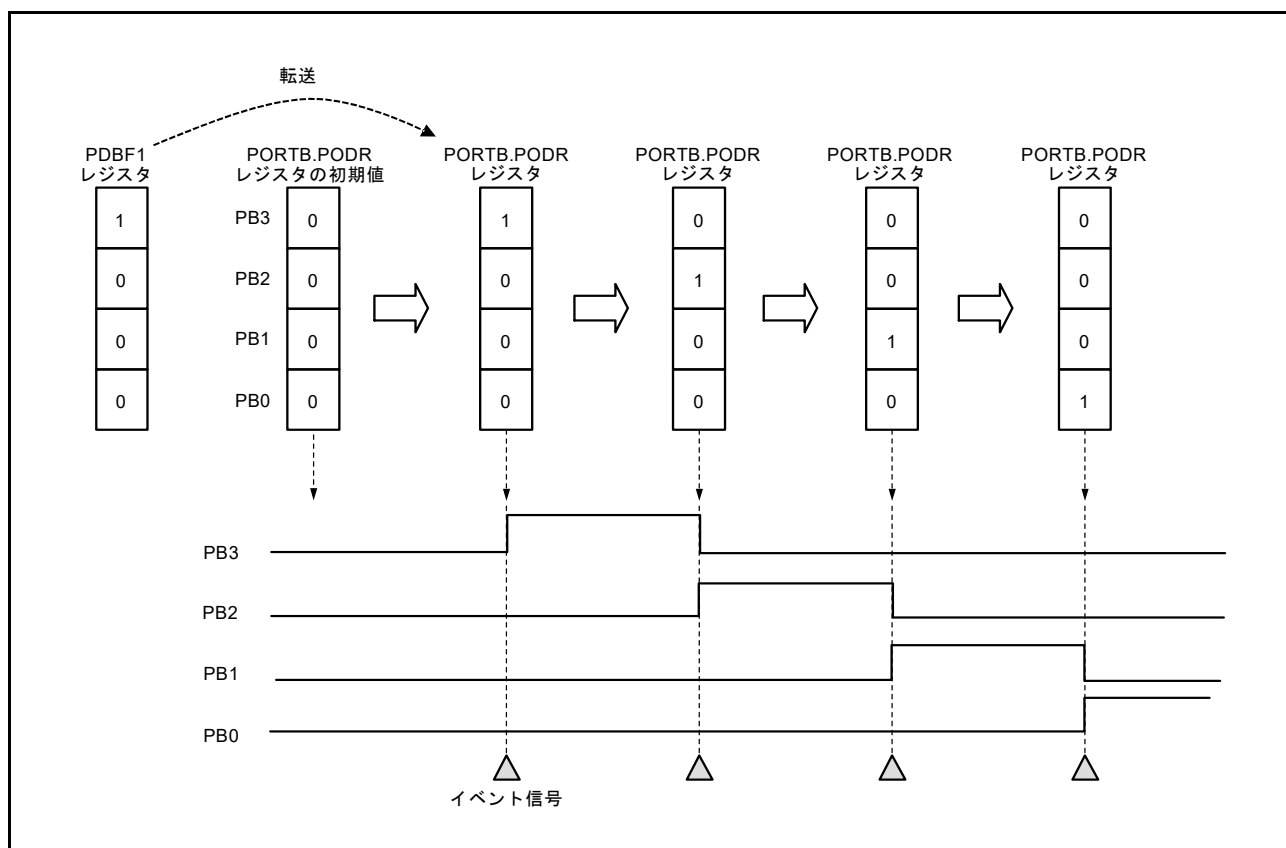 転送
PDBF1
レジスタ
PORTB.PODR
レジスタの初期値
PORTB.PODR
レジスタ
PORTB.PODR
レジスタ
PORTB.PODR
レジスタ
PORTB.PODR
レジスタ
1 PB3 0 1 0 0 0
0 PB2 0 0 1 0 0
0 PB1 0 0 0 1 0
0 PB0 0 0 0 0 1
PB3
PB2
PB1
PB0
イベント信号